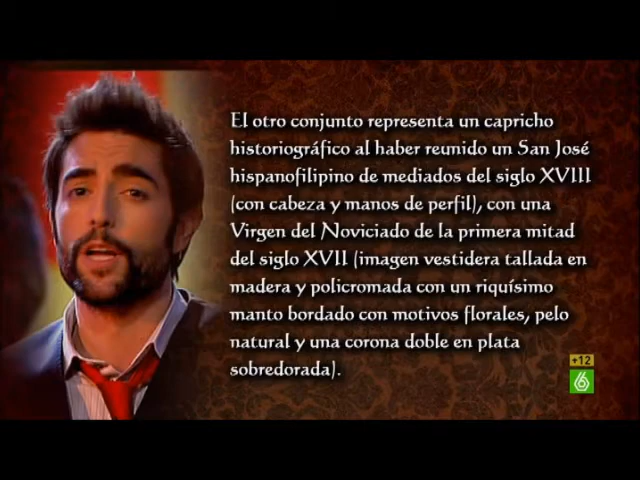 El otro conjunto representa un capricho
historiográfico al haber reunido un San José
hispanofilipino de mediados del siglo XVIII
(con cabeza y manos de perfil), con una
Virgen del Noviciado de la primera mitad
del siglo XVII (imagen vestidera tallada en
madera y policromada con un riquísimo
manto bordado con motivos florales, pelo
natural y una corona doble en plata
sobredorada).
+12
6